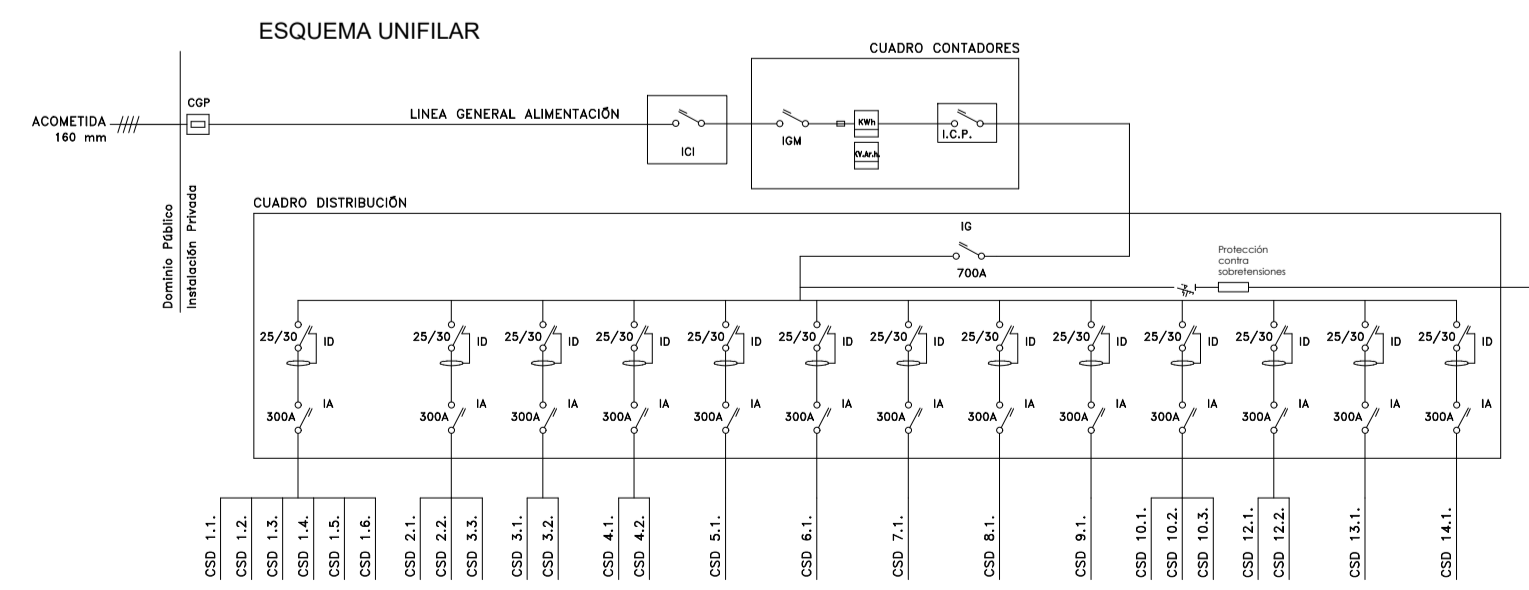 ESQUEMA UNIFILAR
CUADRO CONTADORES
CGP
ACOMETIDA
160 mm
LINEA GENERAL ALIMENTACIÓN
ICI
IGM
KWh
KV.Ar.h.
I.C.P.
Dominio Público
Instalación Privada
CUADRO DISTRIBUCIÓN
IG
700A
Protección
contra
sobretensiones
25/30 ID 25/30 ID 25/30 ID 25/30 ID 25/30 ID 25/30 ID 25/30 ID 25/30 ID 25/30 ID 25/30 ID 25/30 ID 25/30 ID 25/30 ID
300A IA 300A IA 300A IA 300A IA 300A IA 300A IA 300A IA 300A IA 300A IA 300A IA 300A IA 300A IA 300A IA
CSD 1.1.
CSD 1.2.
CSD 1.3.
CSD 1.4.
CSD 1.5.
CSD 1.6.
CSD 2.1.
CSD 2.2.
CSD 3.3.
CSD 3.1.
CSD 3.2.
CSD 4.1.
CSD 4.2.
CSD 5.1.
CSD 6.1.
CSD 7.1.
CSD 8.1.
CSD 9.1.
CSD 10.1.
CSD 10.2.
CSD 10.3.
CSD 12.1.
CSD 12.2.
CSD 13.1.
CSD 14.1.